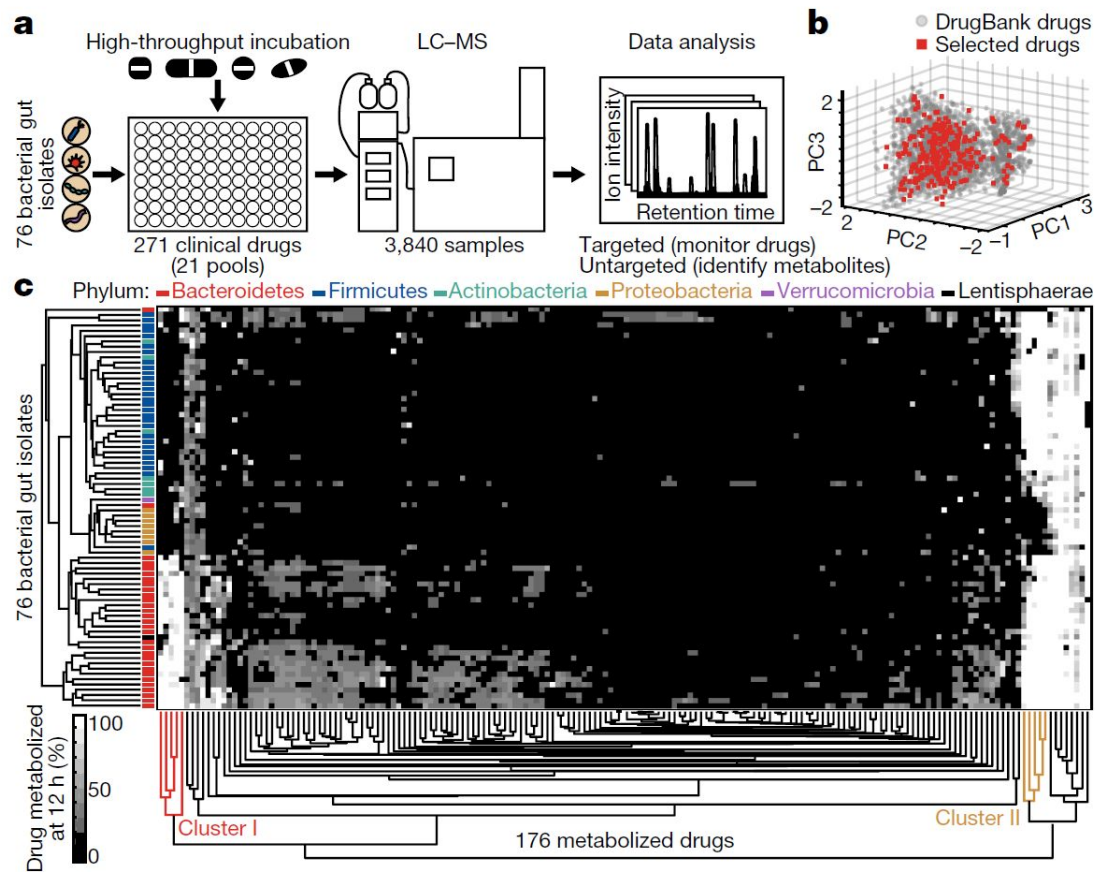 a
High-throughput incubation
LC–MS
Data analysis
76 bacterial gut
isolates
Ion intensity
Retention time
271 clinical drugs
(21 pools)
3,840 samples
Targeted (monitor drugs)
Untargeted (identify metabolites)
b
DrugBank drugs
Selected drugs
2
PC3
−2
2
PC2
−2
−1
PC1
3
c
Phylum: Bacteroidetes Firmicutes Actinobacteria Proteobacteria Verrucomicrobia Lentisphaerae
76 bacterial gut isolates
Drug metabolized
at 12 h (%)
100
50
0
Cluster I
Cluster II
176 metabolized drugs